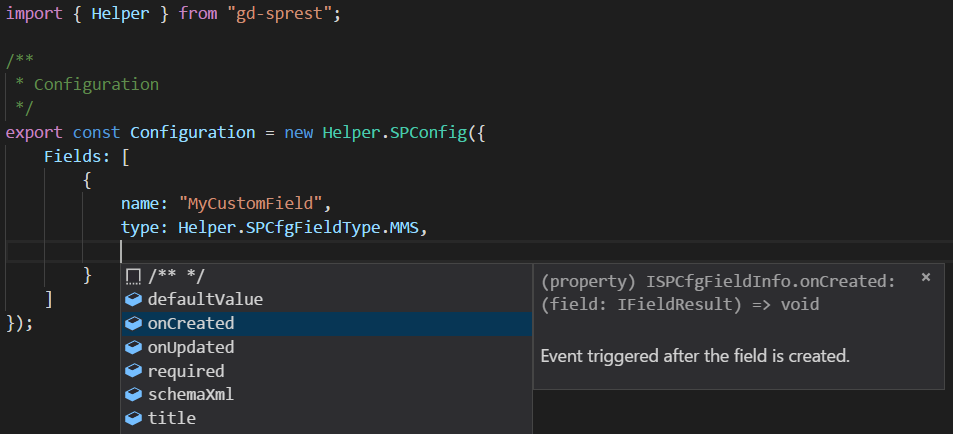 import { Helper } from "gd-sprest";
/**
 * Configuration
 */
export const Configuration = new Helper.SPConfig({
    Fields: [
        {
            name: "MyCustomField",
            type: Helper.SPCfgFieldType.MMS,
        }
    ]
});
/** */
defaultValue
onCreated
onUpdated
required
schemaXml
title
(property) ISPCfgFieldInfo.onCreated:
(field: IFieldResult) => void
Event triggered after the field is created.
×